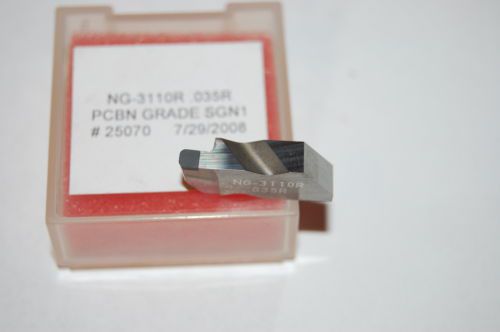 NG-3110R .035R
PCBN GRADE SGN1
# 25070 7/29/2008
NG-3110R
.035R